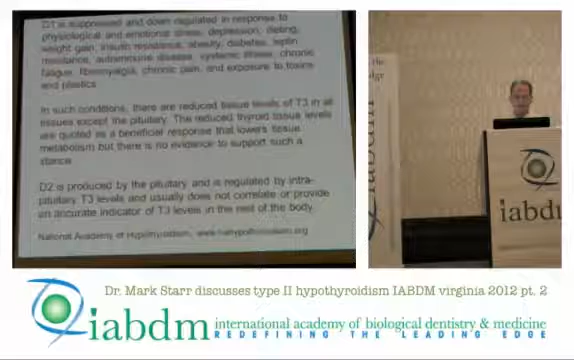 D1 is suppressed and down regulated in response to
physiological and emotional stress, depression, dieting,
weight gain, insulin resistance, obesity, diabetes, leptin
resistance, autoimmune disease, systemic illness, chronic
fatigue, fibromyalgia, chronic pain, and exposure to toxins
and plastics
In such conditions, there are reduced tissue levels of T3 in all
tissues except the pituitary. The reduced thyroid tissue levels
are quoted as a beneficial response that lowers tissue
metabolism but there is no evidence to support such a
stance.
D2 is produced by the pituitary and is regulated by intra-
pituitary T3 levels and usually does not correlate or provide
an accurate indicator of T3 levels in the rest of the body.
National Academy of Hypothyroidism,
the
dge
iabdm
iabdm
Dr. Mark Starr discusses type II hypothyroidism IABDM virginia 2012 pt. 2
iabdm international academy of biological dentistry & medicine
REDEFINING THE LEADING EDGE